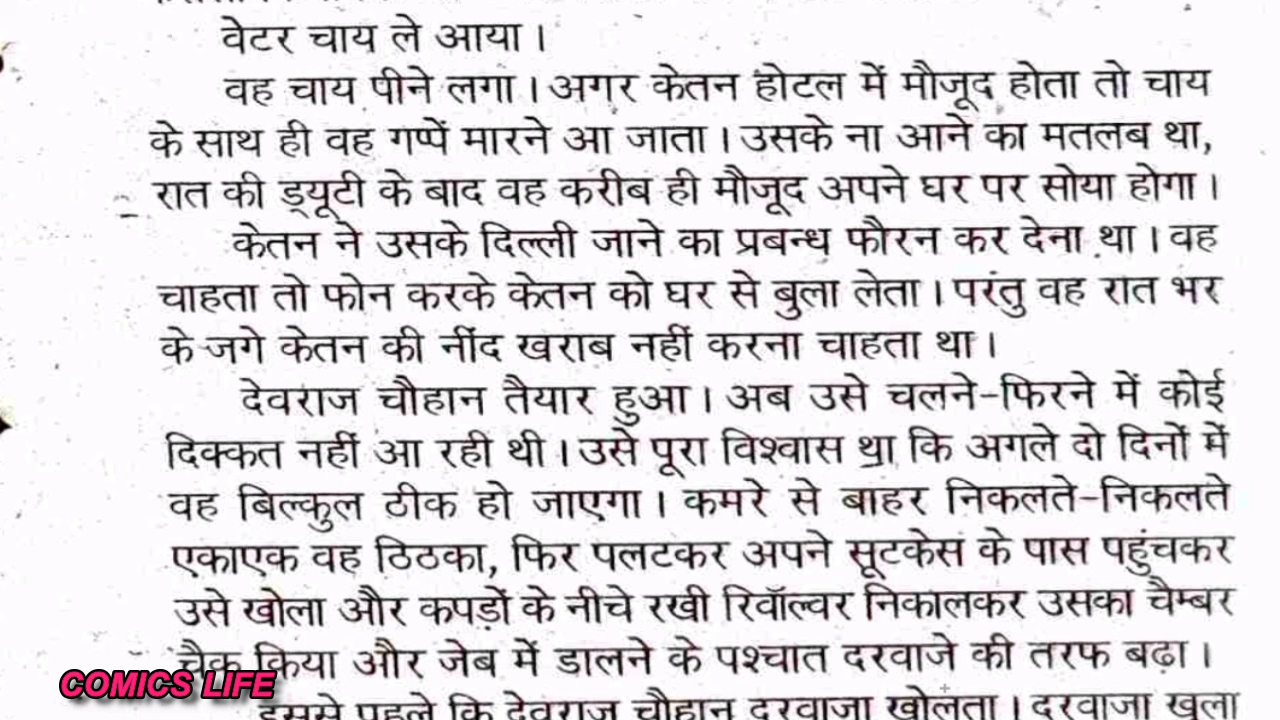 वेटर चाय ले आया।
वह चाय पीने लगा। अगर केतन होटल में मौजूद होता तो चाय
के साथ ही वह गप्पें मारने आ जाता। उसके ना आने का मतलब था,
रात की ड्यूटी के बाद वह करीब ही मौजूद अपने घर पर सोया होगा।
केतन ने उसके दिल्ली जाने का प्रबन्ध फौरन कर देना था। वह
चाहता तो फोन करके केतन को घर से बुला लेता। परंतु वह रात भर
के जगे केतन की नींद खराब नहीं करना चाहता था।
देवराज चौहान तैयार हुआ। अब उसे चलने-फिरने में कोई
दिक्कत नहीं आ रही थी। उसे पूरा विश्वास था कि अगले दो दिनों में
वह बिल्कुल ठीक हो जाएगा। कमरे से बाहर निकलते-निकलते
एकाएक वह ठिठका, फिर पलटकर अपने सूटकेस के पास पहुंचकर
उसे खोला और कपड़ों के नीचे रखी रिवॉल्वर निकालकर उसका चैम्बर
चैक किया और जेब में डालने के पश्चात दरवाजे की तरफ बढ़ा।
इससे पहले कि देवराज चौहान दरवाजा खोलता। दरवाजा खुला
COMICS LIFE